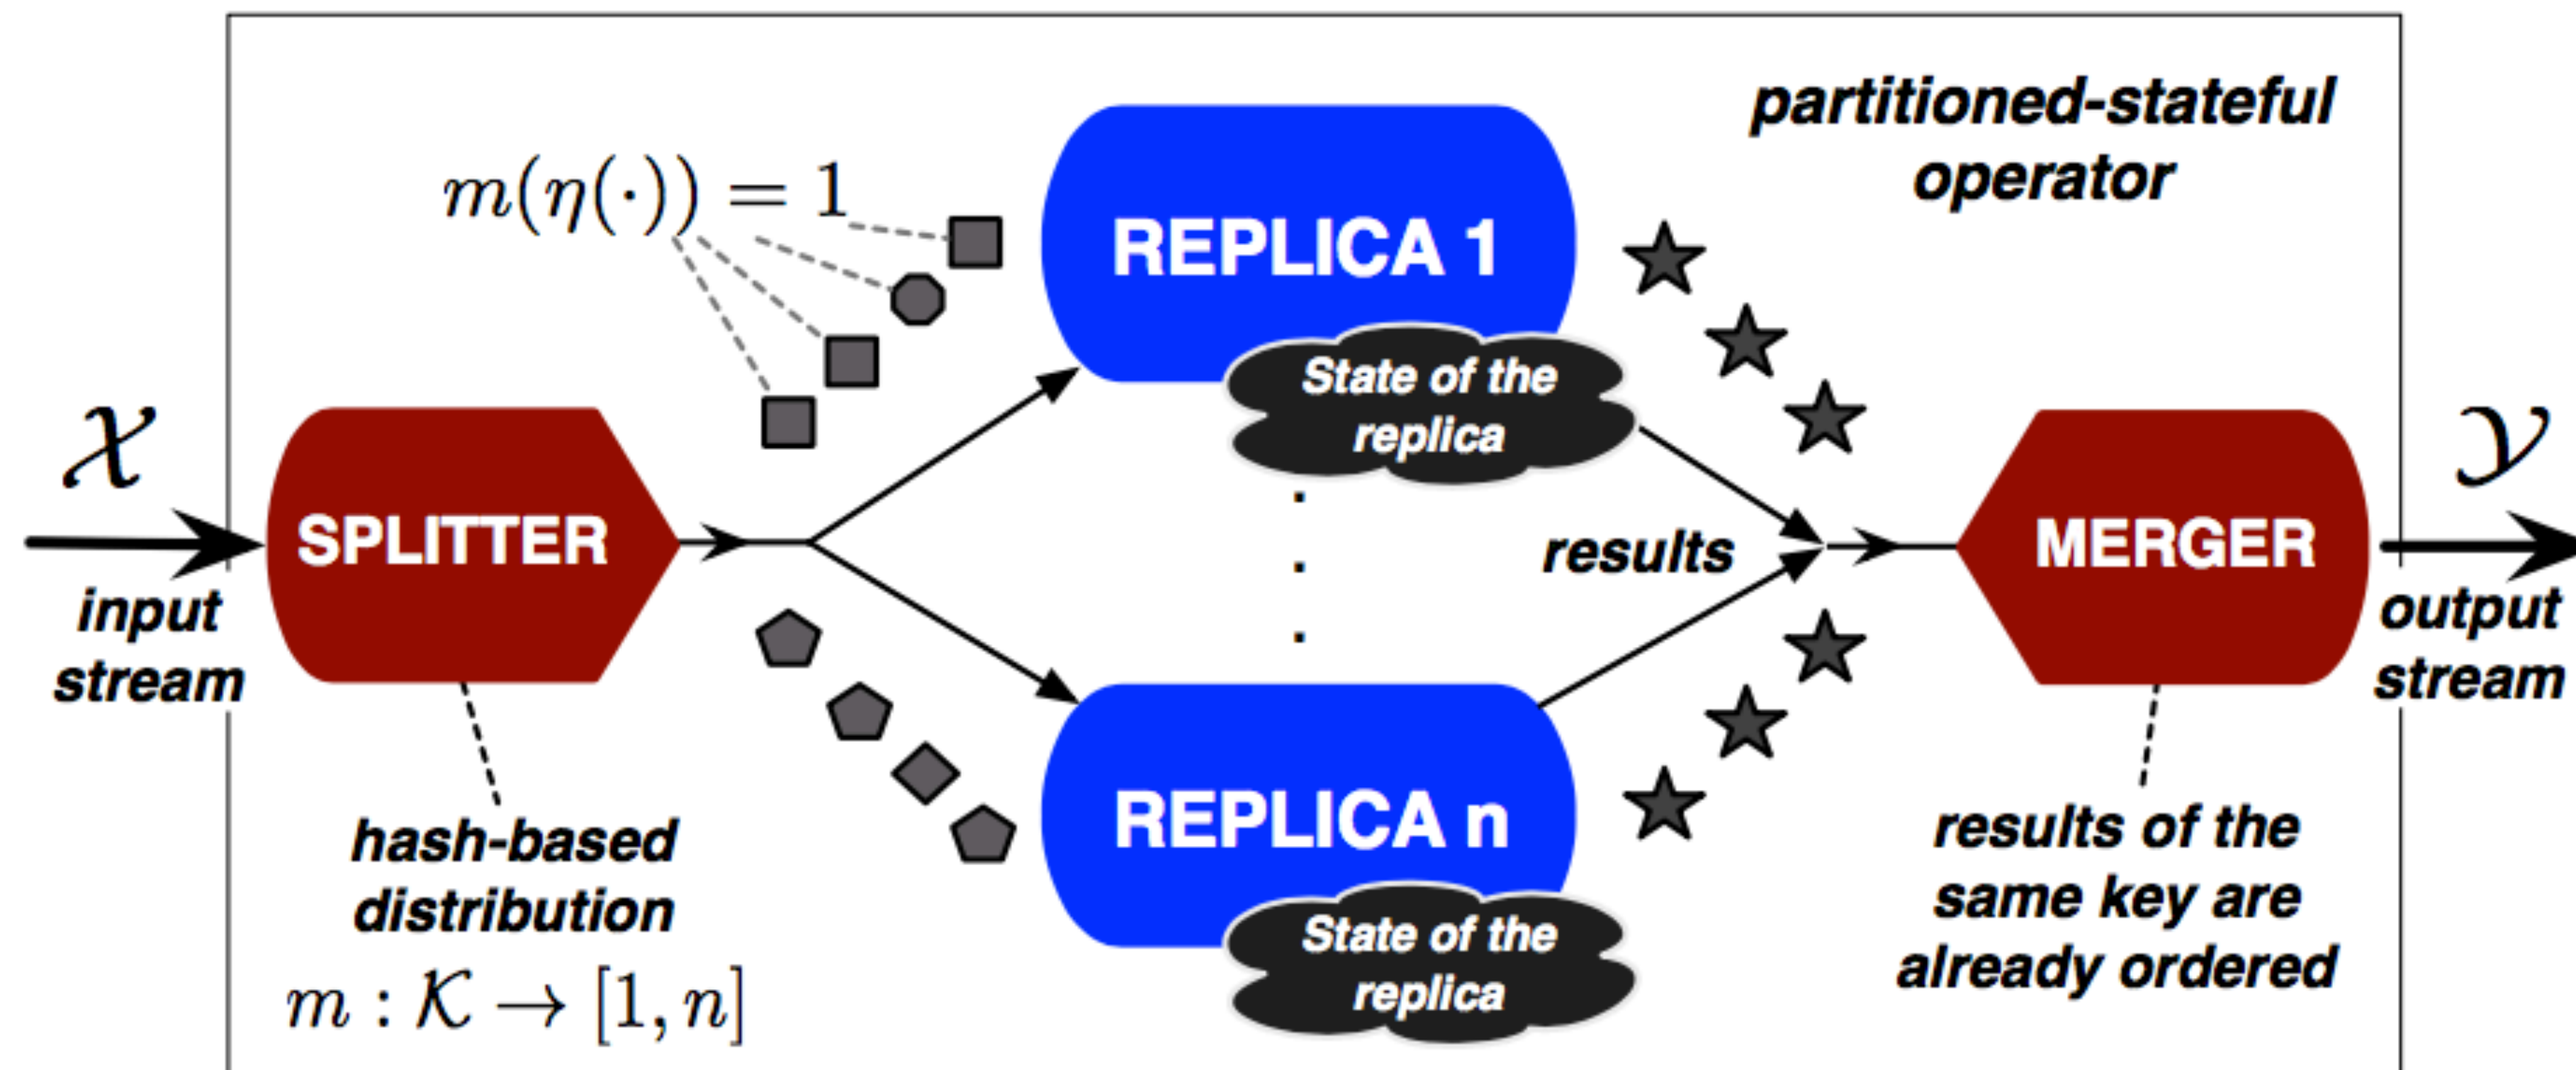 partitioned-stateful
operator
m(η(·)) = 1
REPLICA 1
State of the
replica
𝒳
input
stream
SPLITTER
.
.
.
results
MERGER
𝒴
output
stream
hash-based
distribution
m : 𝒦 → [1, n]
REPLICA n
State of the
replica
results of the
same key are
already ordered